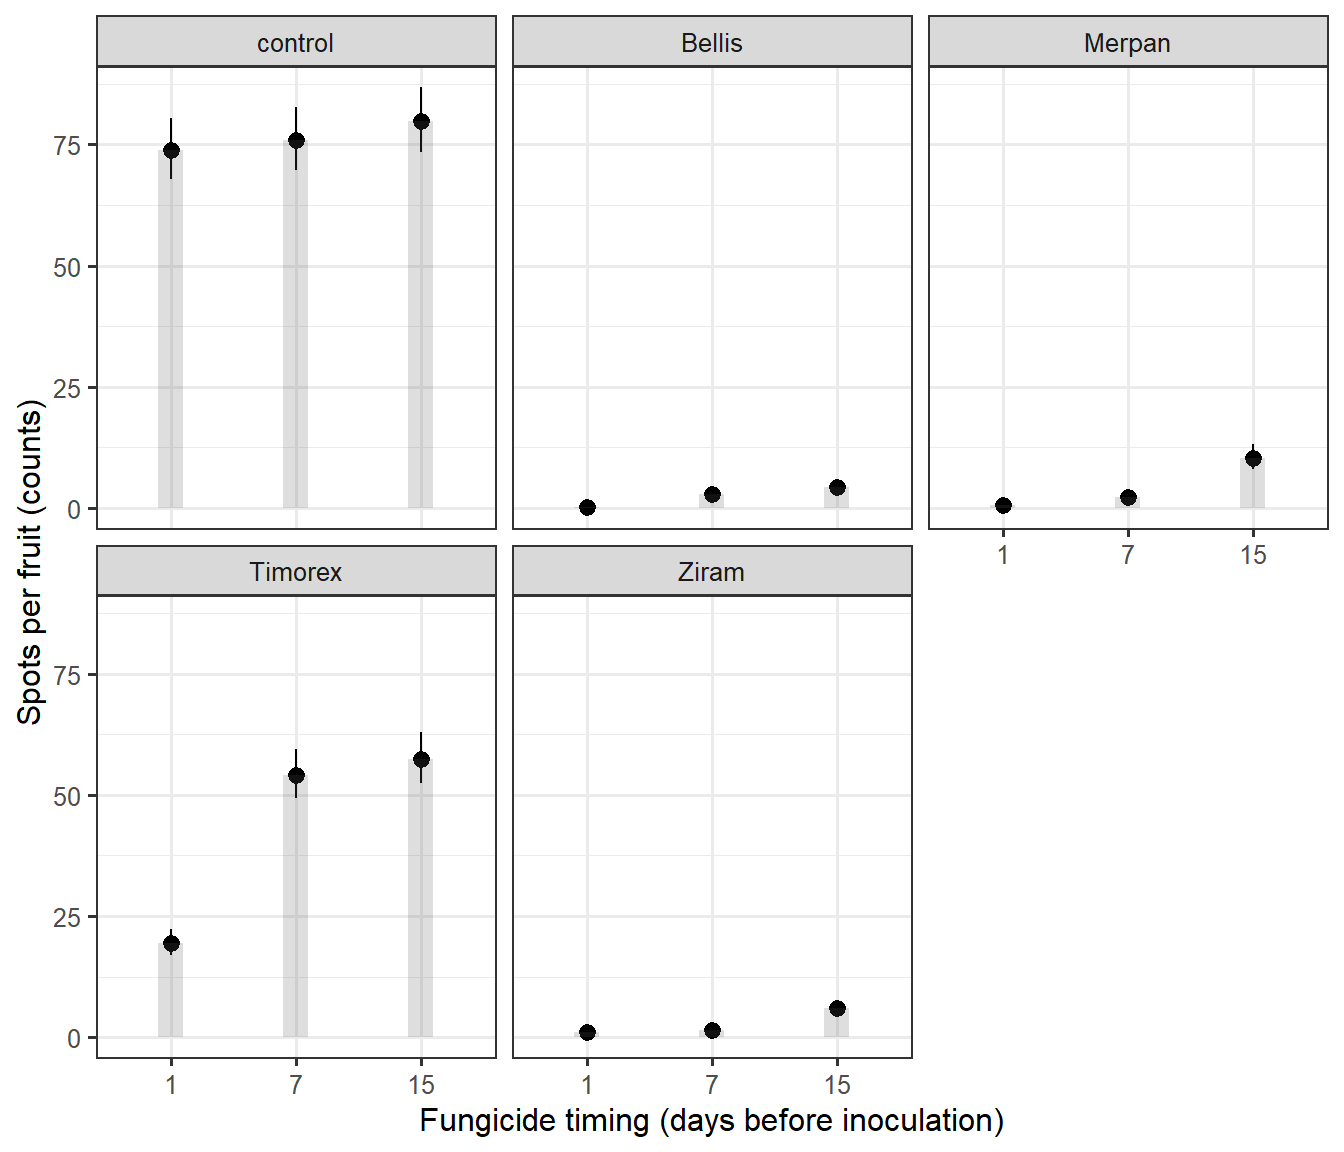 control
Bellis
Merpan
75
50
25
0
1 7 15
Timorex
Ziram
75
50
25
0
1 7 15
1 7 15
Fungicide timing (days before inoculation)
Spots per fruit (counts)